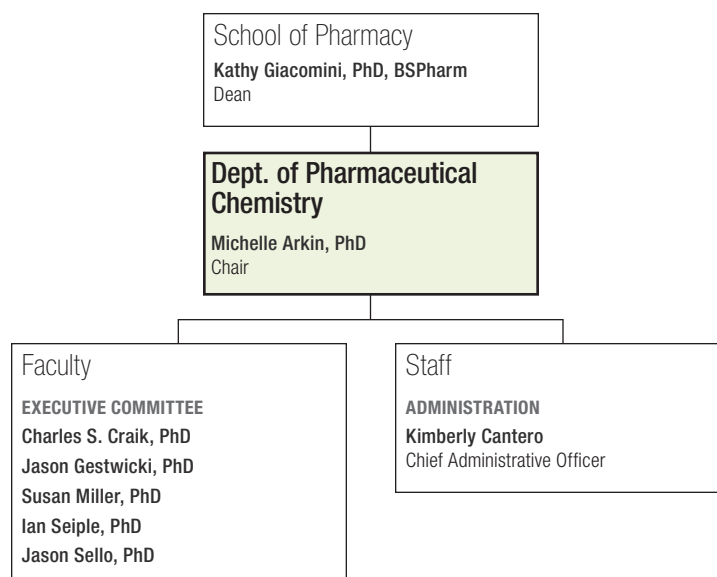 School of Pharmacy
Kathy Giacomini, PhD, BSPharm
Dean
Dept. of Pharmaceutical
Chemistry
Michelle Arkin, PhD
Chair
Faculty
EXECUTIVE COMMITTEE
Charles S. Craik, PhD
Jason Gestwicki, PhD
Susan Miller, PhD
Ian Seiple, PhD
Jason Sello, PhD
Staff
ADMINISTRATION
Kimberly Cantero
Chief Administrative Officer